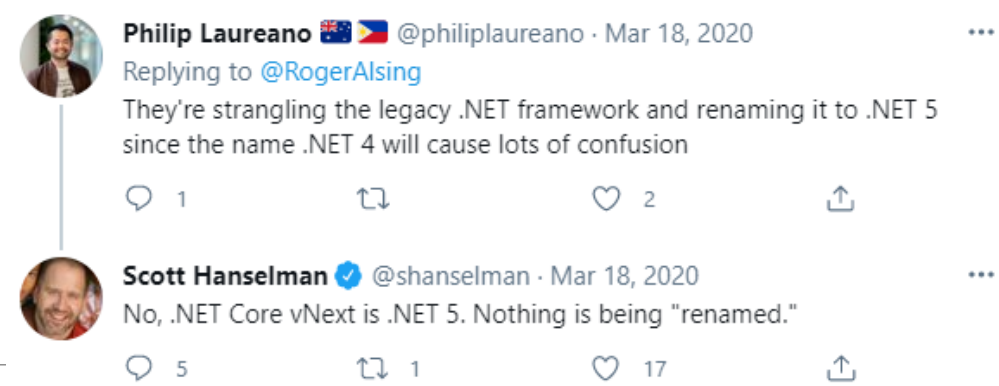 Philip Laureano 🇦🇺🇵🇭 @philiplaureano · Mar 18, 2020
Replying to @RogerAlsing
They're strangling the legacy .NET framework and renaming it to .NET 5
since the name .NET 4 will cause lots of confusion
1 2
Scott Hanselman @shanselman · Mar 18, 2020
No, .NET Core vNext is .NET 5. Nothing is being "renamed."
5 1 17